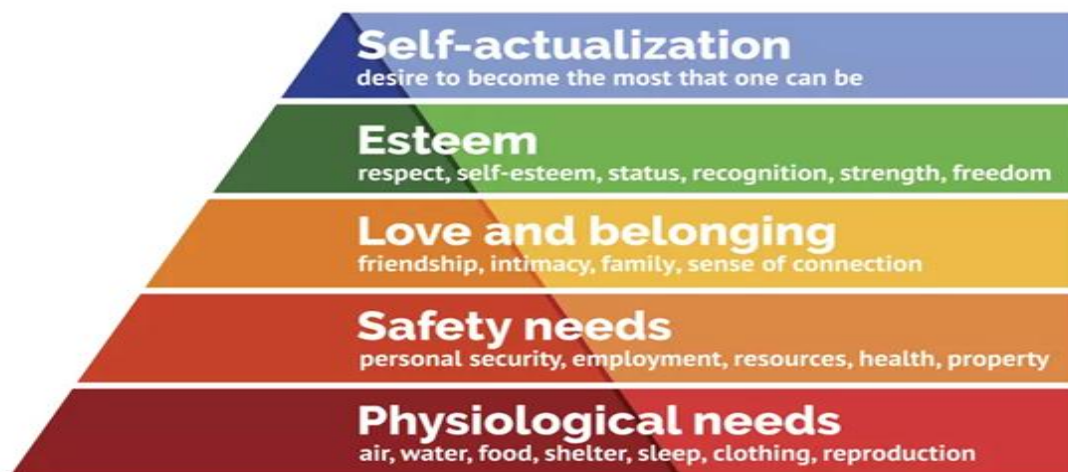 Self-actualization
desire to become the most that one can be
Esteem
respect, self-esteem, status, recognition, strength, freedom
Love and belonging
friendship, intimacy, family, sense of connection
Safety needs
personal security, employment, resources, health, property
Physiological needs
air, water, food, shelter, sleep, clothing, reproduction